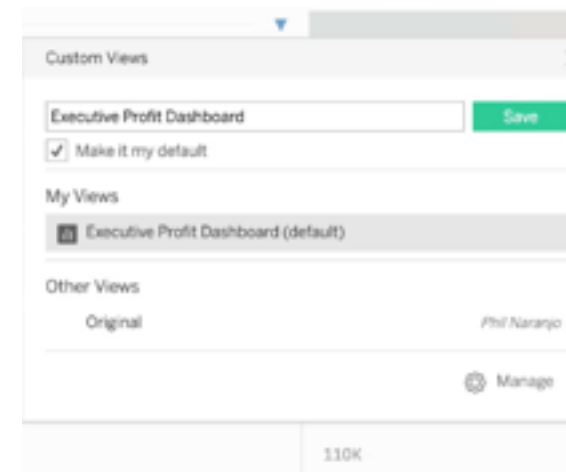 Custom Views
Executive Profit Dashboard
Save
Make it my default
My Views
Executive Profit Dashboard (default)
Other Views
Original
Phil Naranjo
Manage
110K